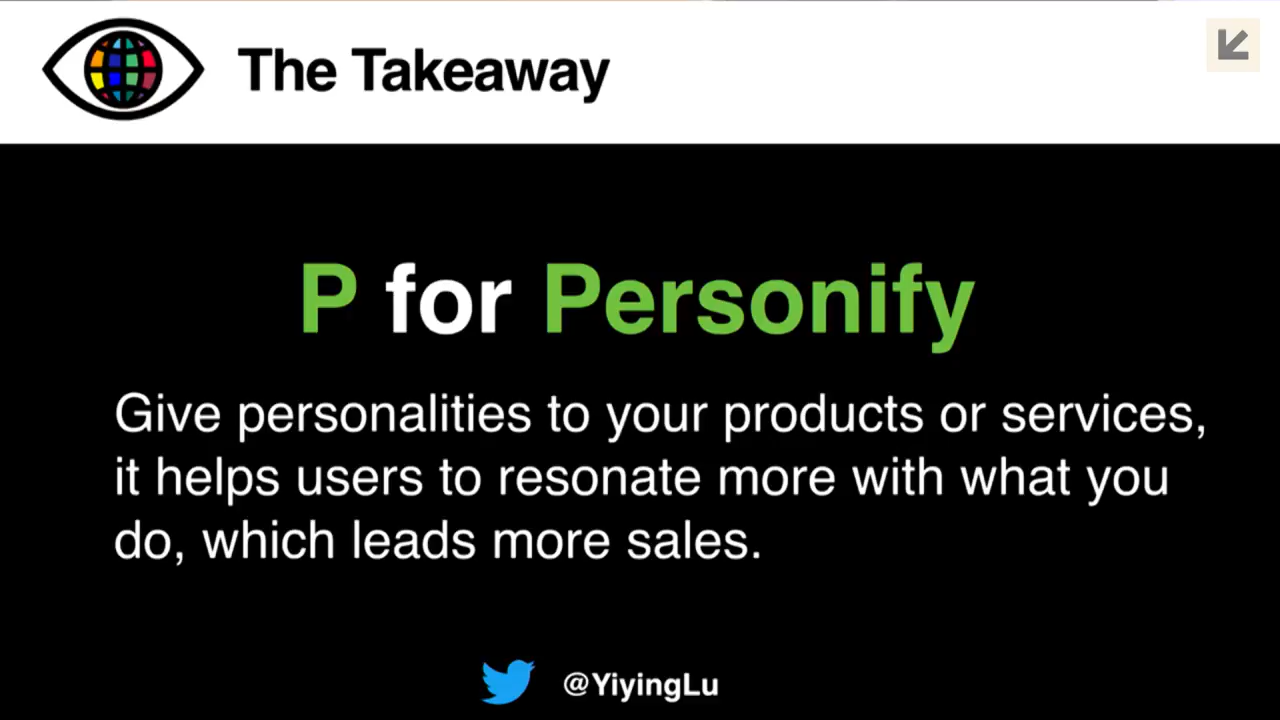 The Takeaway
P for Personify
Give personalities to your products or services,
it helps users to resonate more with what you
do, which leads more sales.
@YiyingLu